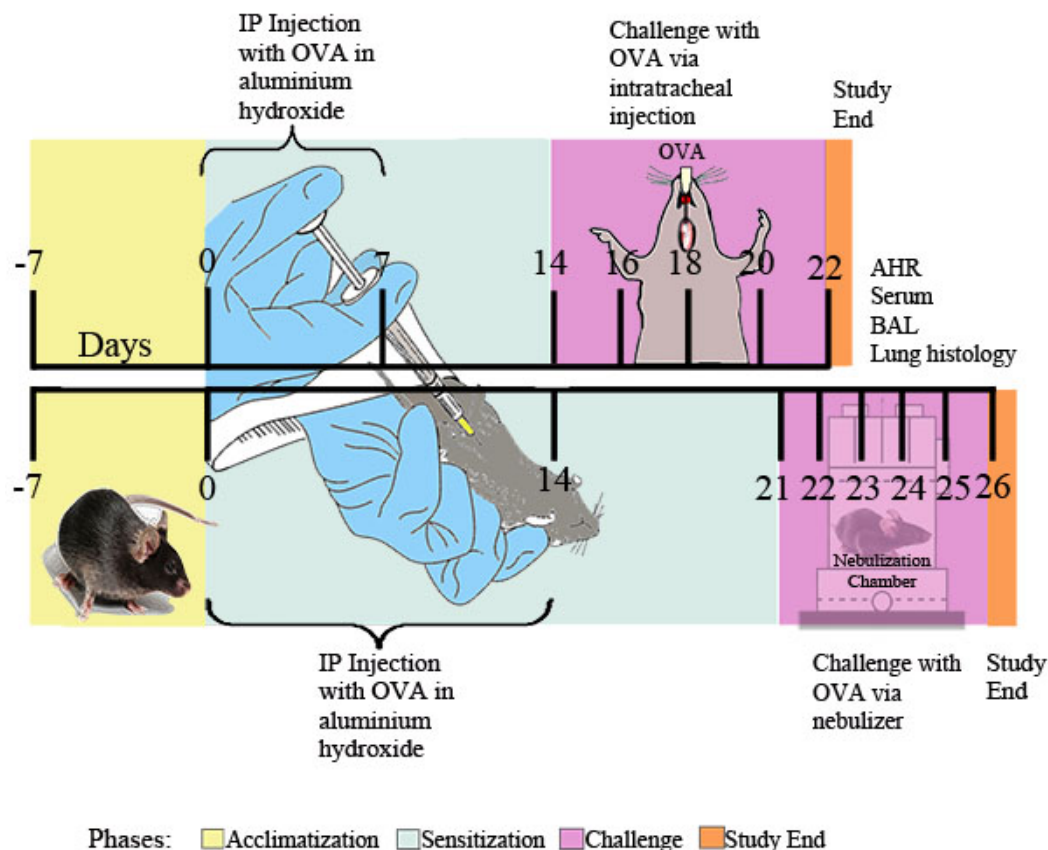 IP Injection
with OVA in
aluminium
hydroxide
Challenge with
OVA via
intratracheal
injection
Study
End
OVA
-7 0 7 14 16 18 20 22
Days
AHR
Serum
BAL
Lung histology
-7 0 14 21 22 23 24 25 26
Nebulization
Chamber
IP Injection
with OVA in
aluminium
hydroxide
Challenge with
OVA via
nebulizer
Study
End
Phases: Acclimatization Sensitization Challenge Study End